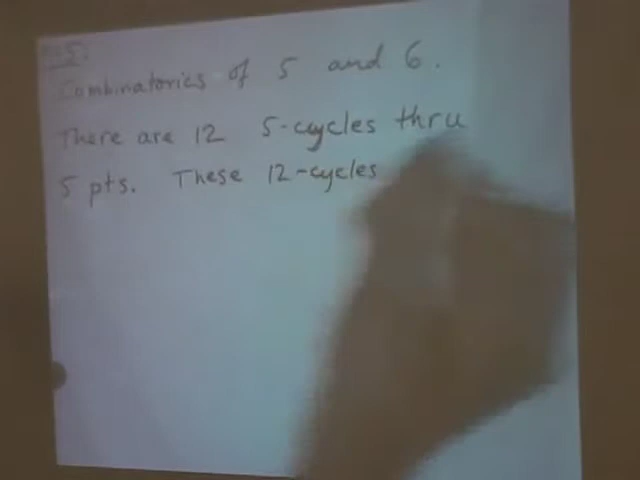 Combinatorics of 5 and 6.
There are 12 5-cycles thru
5 pts. These 12-cycles